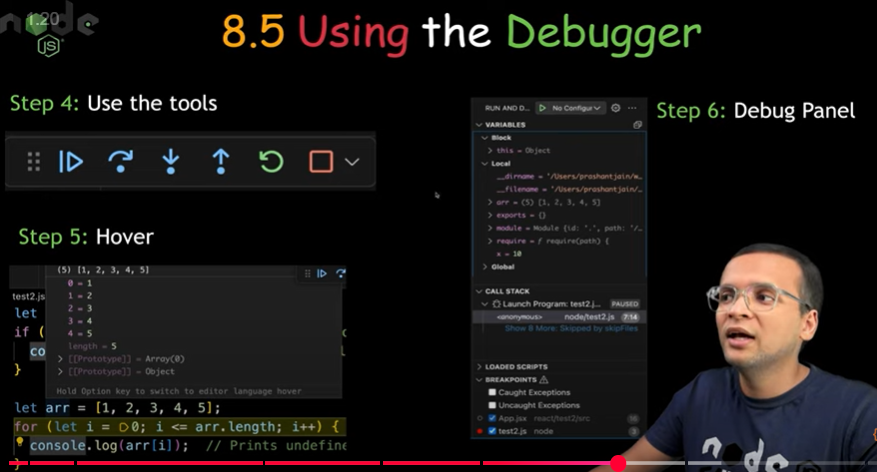 node
1:20
JS
8.5 Using the Debugger
Step 4: Use the tools
Step 5: Hover
(5) [1, 2, 3, 4, 5]
0 = 1
1 = 2
2 = 3
3 = 4
4 = 5
length = 5
[[Prototype]] = Array(0)
[[Prototype]] = Object
Hold Option key to switch to editor language hover
test2.js
let
if (
co
}
let arr = [1, 2, 3, 4, 5];
for (let i = 0; i <= arr.length; i++) {
console.log(arr[i]); // Prints undefine
}
Step 6: Debug Panel
RUN AND D... No Configur
VARIABLES
Block
this = Object
Local
__dirname = '/Users/prashantjain/w…
__filename = '/Users/prashantjain/…
arr = (5) [1, 2, 3, 4, 5]
exports = {}
module = Module {id: '.', path: '/…
require = ƒ require(path) {
x = 10
Global
CALL STACK
Launch Program: test2.j... PAUSED
<anonymous> node/test2.js 7:14
Show 8 More: Skipped by skipFiles
LOADED SCRIPTS
BREAKPOINTS
Caught Exceptions
Uncaught Exceptions
App.jsx react/test2/src
test2.js node 3